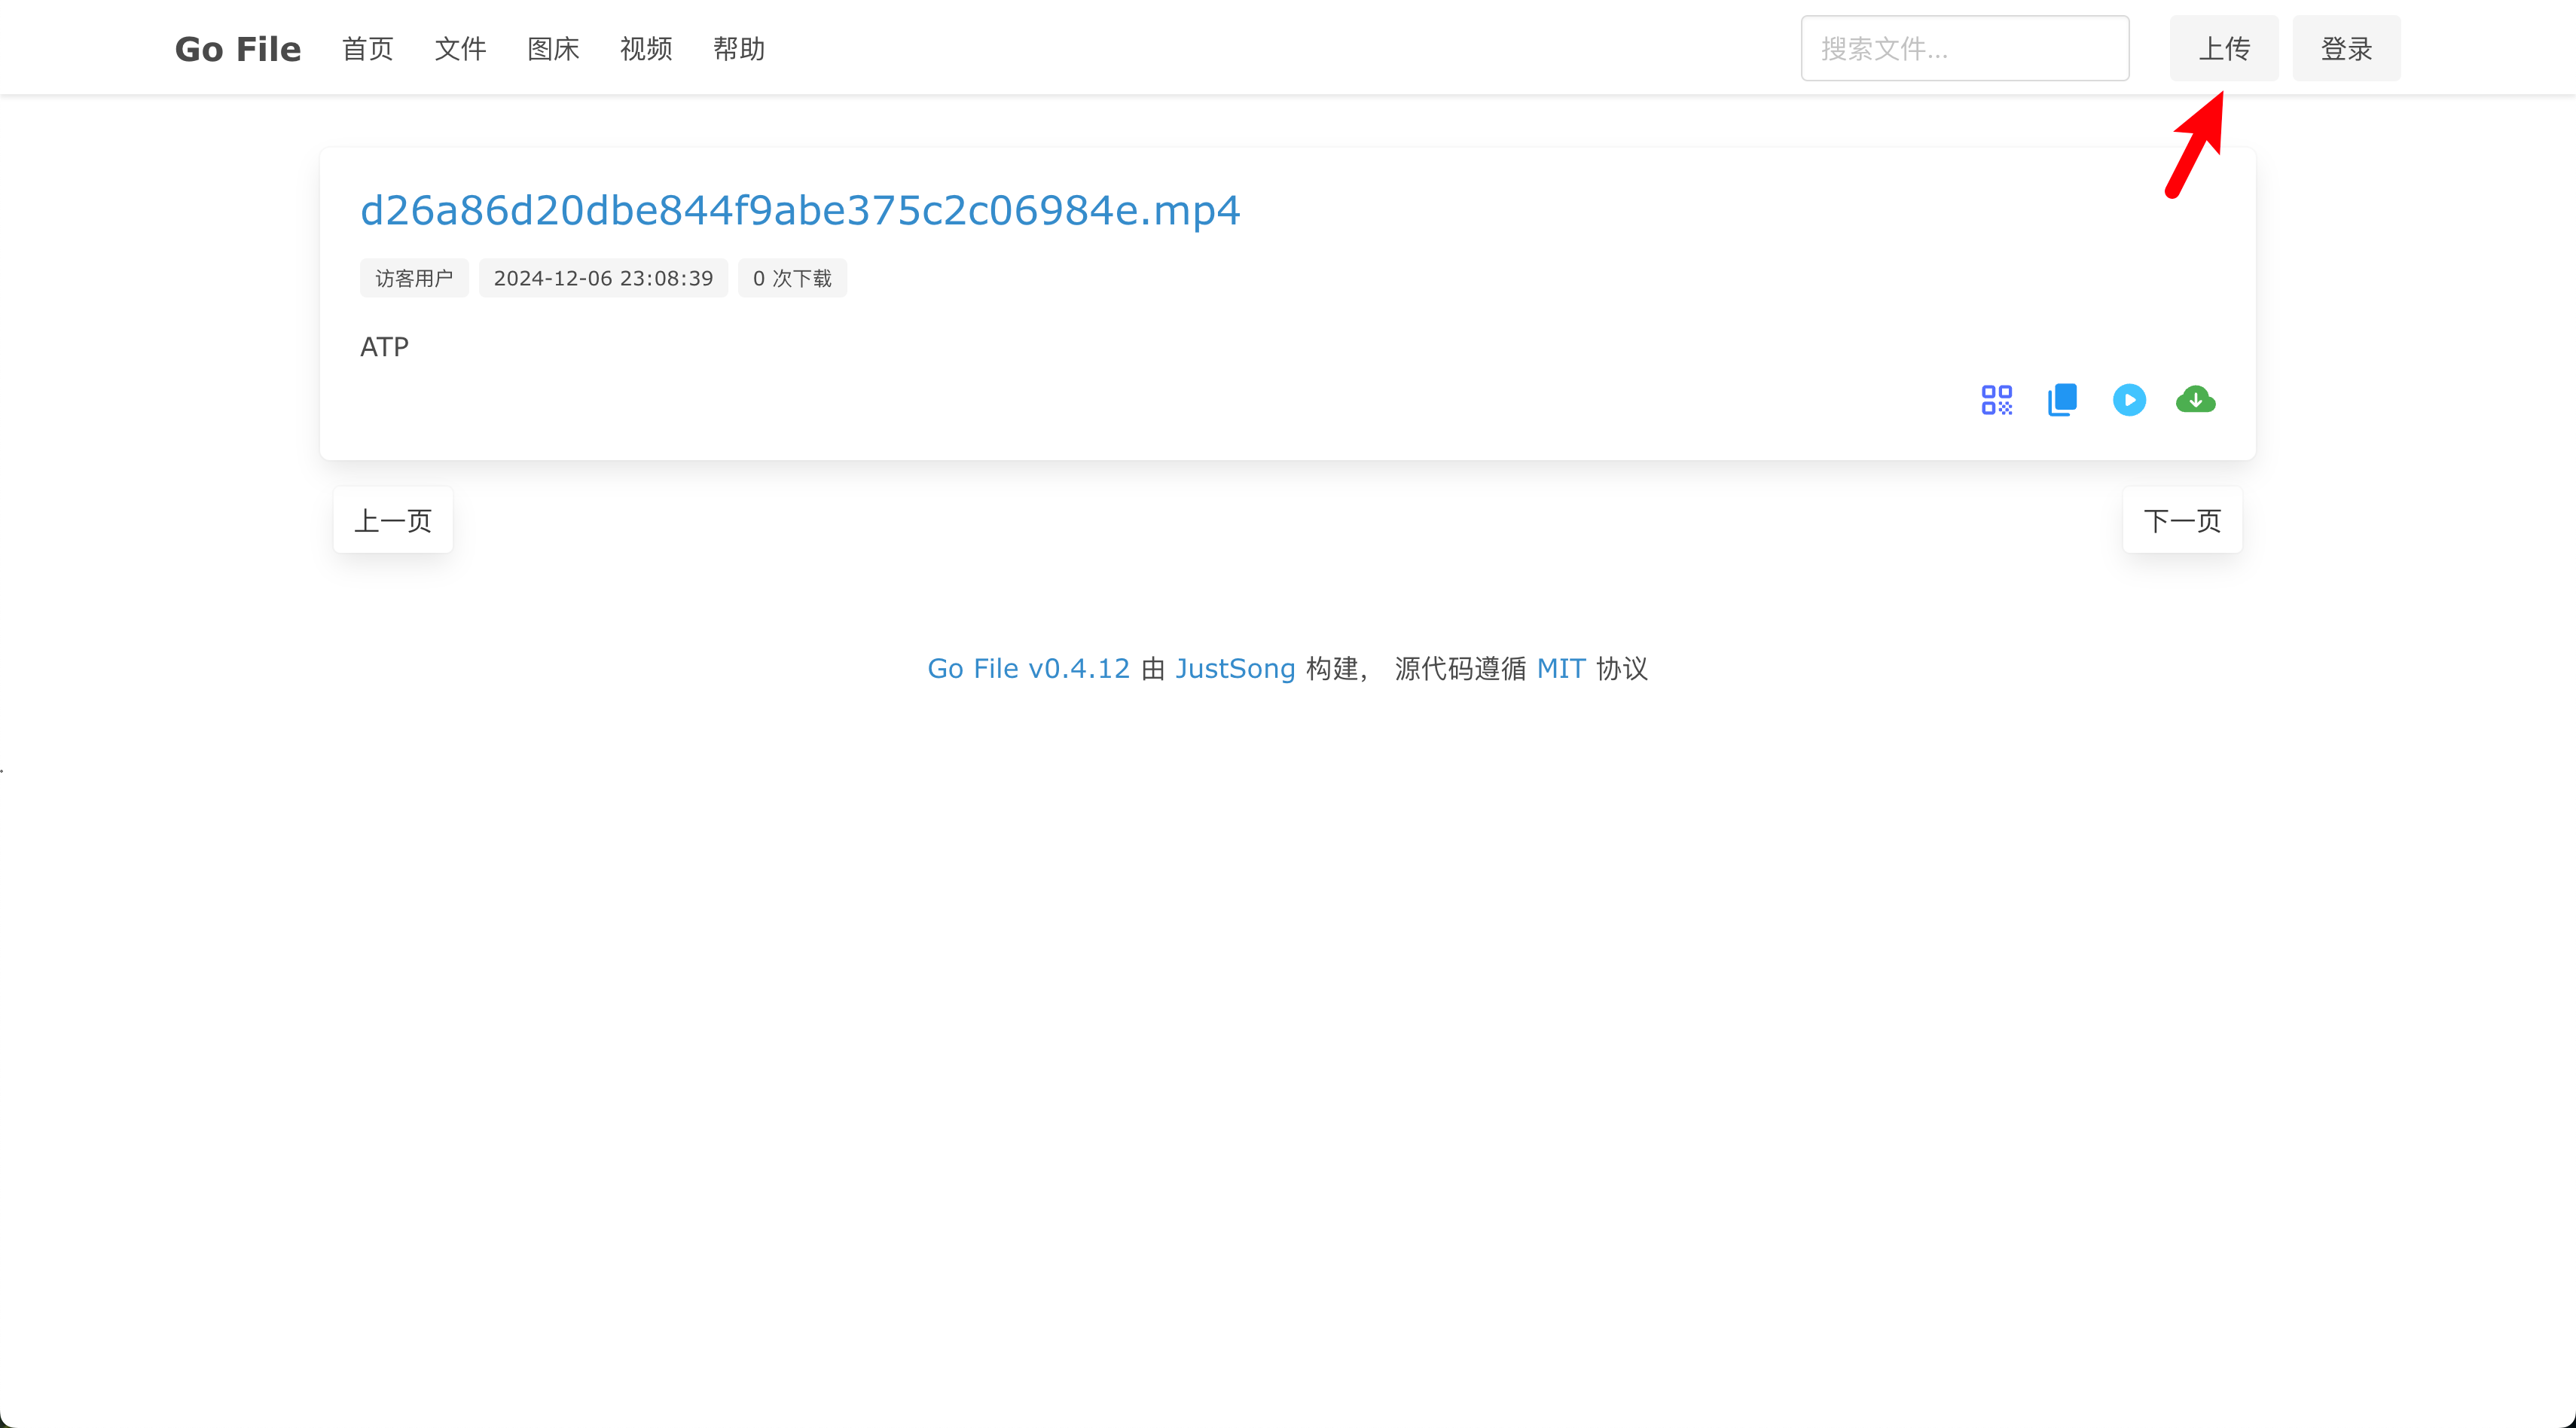 Go File 首页 文件 图床 视频 帮助 搜索文件... 上传 登录
d26a86d20dbe844f9abe375c2c06984e.mp4
访客用户 2024-12-06 23:08:39 0 次下载
ATP
上一页 下一页
Go File v0.4.12 由 JustSong 构建， 源代码遵循 MIT 协议